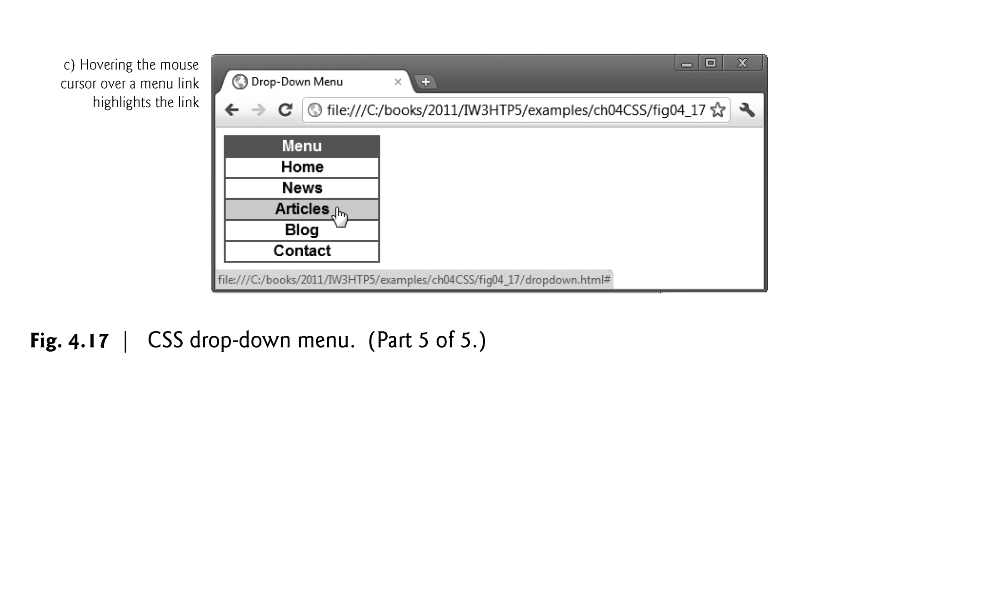 c) Hovering the mouse
cursor over a menu link
highlights the link
Drop-Down Menu
file:///C:/books/2011/IW3HTP5/examples/ch04CSS/fig04_17
Menu
Home
News
Articles
Blog
Contact
file:///C:/books/2011/IW3HTP5/examples/ch04CSS/fig04_17/dropdown.html#
Fig. 4.17 | CSS drop-down menu. (Part 5 of 5.)